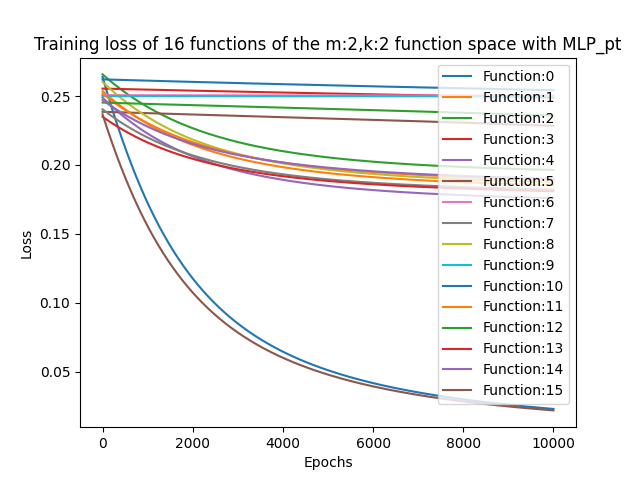 Training loss of 16 functions of the m:2,k:2 function space with MLP_pt
Loss
0.25
0.20
0.15
0.10
0.05
Function:0
Function:1
Function:2
Function:3
Function:4
Function:5
Function:6
Function:7
Function:8
Function:9
Function:10
Function:11
Function:12
Function:13
Function:14
Function:15
0 2000 4000 6000 8000 10000
Epochs